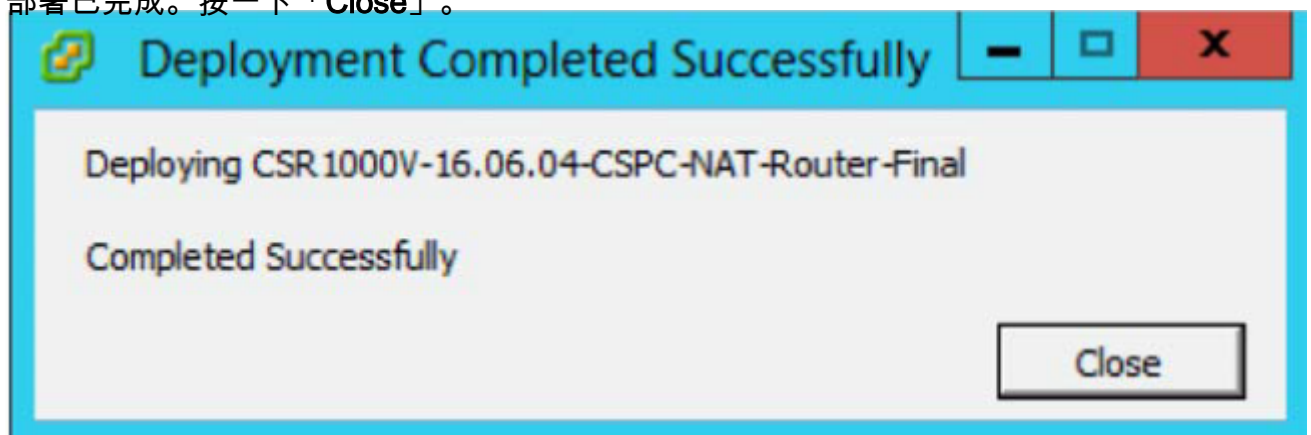 部署已完成。按一下「Close」。
Deployment Completed Successfully
Deploying CSR1000V-16.06.04-CSPC-NAT-Router-Final
Completed Successfully
Close